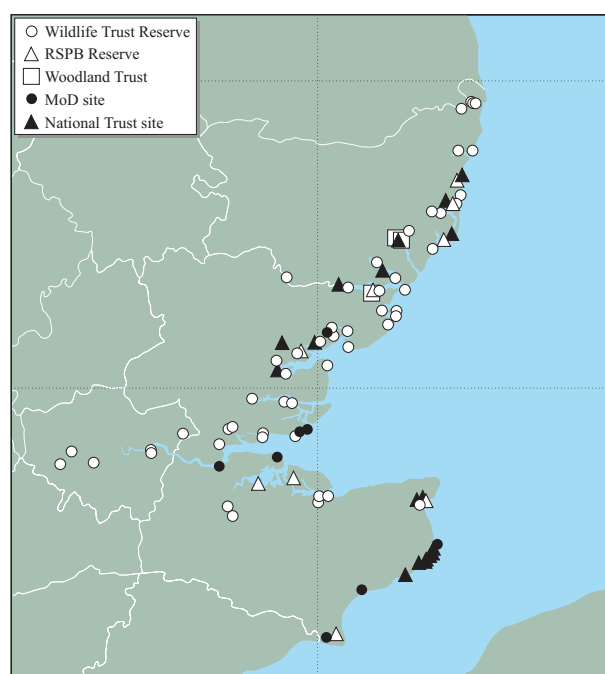 Wildlife Trust Reserve
RSPB Reserve
Woodland Trust
MoD site
National Trust site